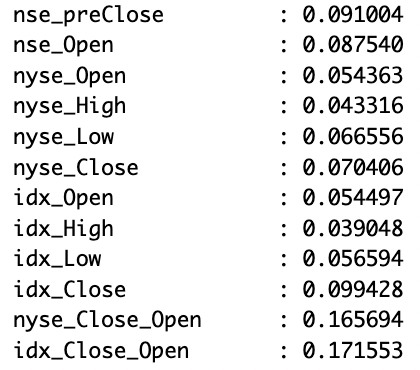 nse_preClose : 0.091004
nse_Open : 0.087540
nyse_Open : 0.054363
nyse_High : 0.043316
nyse_Low : 0.066556
nyse_Close : 0.070406
idx_Open : 0.054497
idx_High : 0.039048
idx_Low : 0.056594
idx_Close : 0.099428
nyse_Close_Open : 0.165694
idx_Close_Open : 0.171553